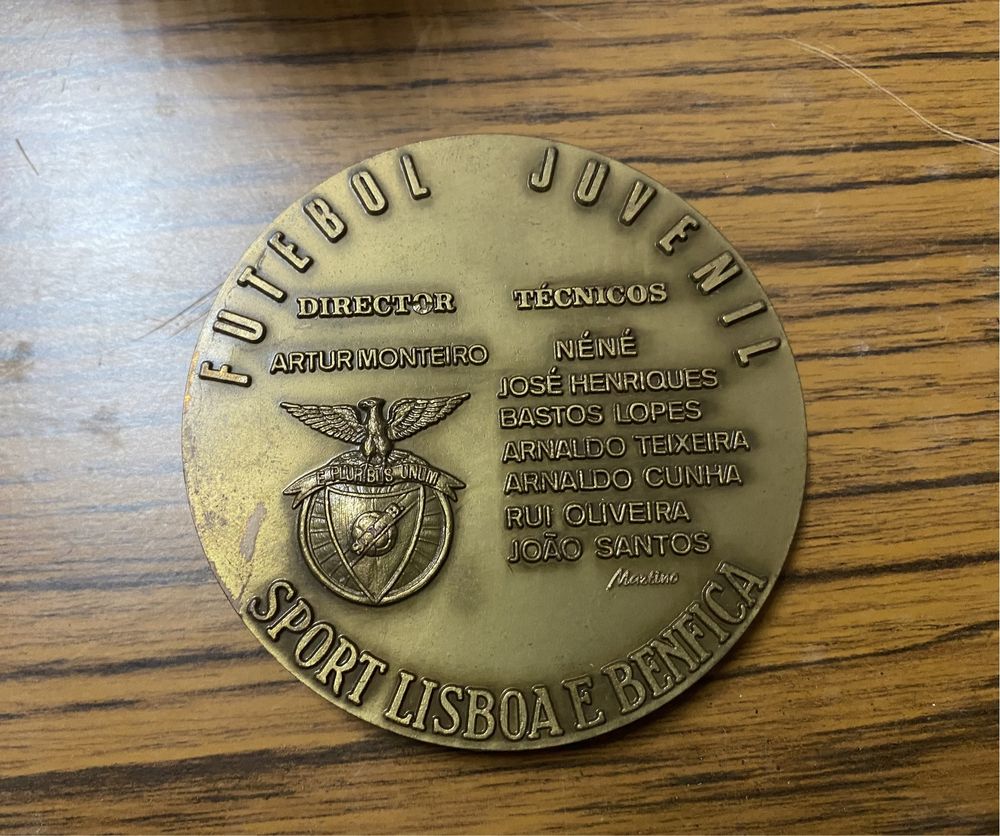 FUTEBOL JUVENIL
DIRECTOR
ARTUR MONTEIRO
TÉCNICOS
NÉNÉ
JOSÉ HENRIQUES
BASTOS LOPES
ARNALDO TEIXEIRA
ARNALDO CUNHA
RUI OLIVEIRA
JOÃO SANTOS
Martino
E PLURIBUS UNUM
SPORT LISBOA E BENFICA